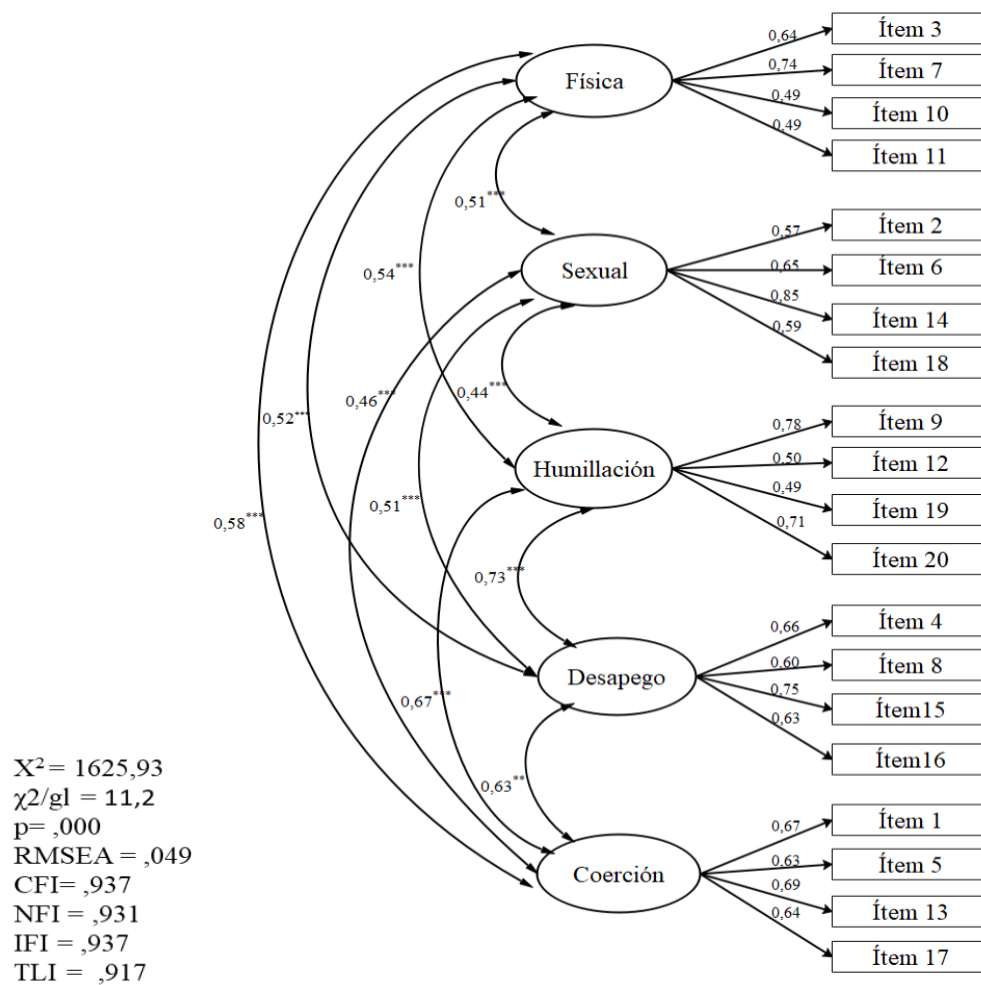 Física
0,64
Ítem 3
0,74
Ítem 7
0,49
Ítem 10
0,49
Ítem 11
0,51***
Sexual
0,57
Ítem 2
0,65
Ítem 6
0,85
Ítem 14
0,59
Ítem 18
0,54***
0,46***
0,44***
0,52***
Humillación
0,78
Ítem 9
0,50
Ítem 12
0,49
Ítem 19
0,71
Ítem 20
0,58***
0,51***
0,73***
Desapego
0,66
Ítem 4
0,60
Ítem 8
0,75
Ítem15
0,63
Ítem16
0,67***
0,63**
Coerción
0,67
Ítem 1
0,63
Ítem 5
0,69
Ítem 13
0,64
Ítem 17
X² = 1625,93
χ2/gl = 11,2
p= ,000
RMSEA = ,049
CFI= ,937
NFI = ,931
IFI = ,937
TLI = ,917